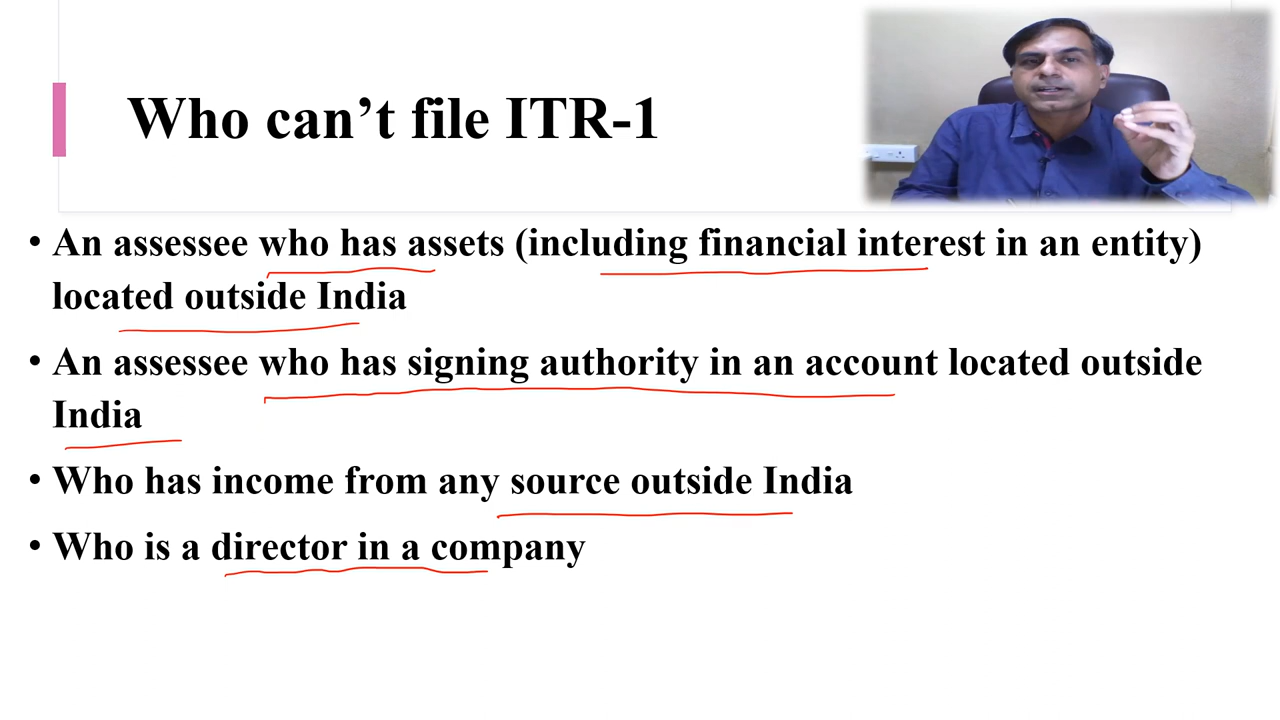 Who can’t file ITR-1
• An assessee who has assets (including financial interest in an entity)
located outside India
• An assessee who has signing authority in an account located outside
India
• Who has income from any source outside India
• Who is a director in a company